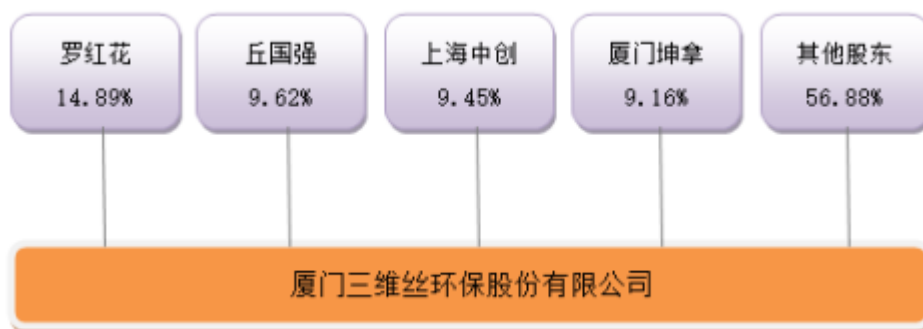 罗红花
14.89%
丘国强
9.62%
上海中创
9.45%
厦门坤拿
9.16%
其他股东
56.88%
厦门三维丝环保股份有限公司